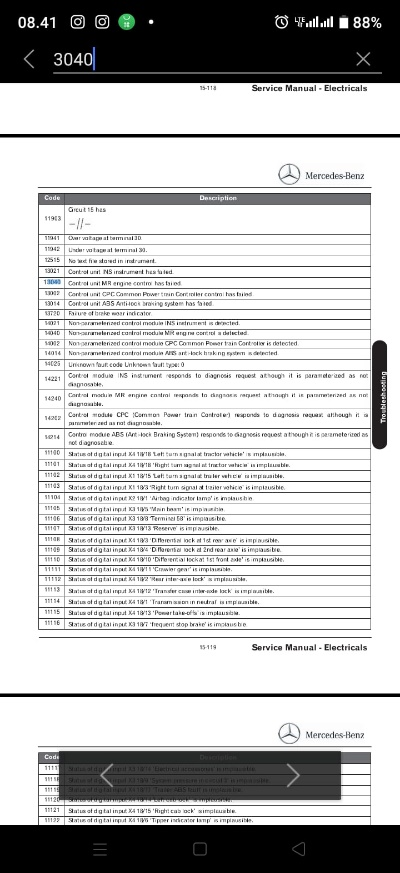 08.41
LTE
88%
3040
15-118 Service Manual - Electricals
Mercedes-Benz
Code Description
11903 Circuit 15 has
-//-
11941 Over voltage at terminal 30.
11942 Under voltage at terminal 30.
12515 No text file stored in instrument.
13021 Control unit INS instrument has failed.
13040 Control unit MR engine control has failed.
13002 Control unit CPC Common Power train Controller control has failed
13014 Control unit ABS Anti-lock braking system has failed.
13720 Failure of brake wear indicator.
14021 Non-parameterized control module INS instrument is detected.
14040 Non-parameterized control module MR engine control is detected.
14002 Non-parameterized control module CPC Common Power train Controller is detected.
14014 Non-parameterized control module ABS anti-lock braking system is detected.
14025 Unknown fault code Unknown fault type: 0
14221 Control module INS instrument responds to diagnosis request although it is parameterized as not
diagnosable.
14240 Control module MR engine control responds to diagnosis request although it is parameterized as not
diagnosable.
14202 Control module CPC (Common Power train Controller) responds to diagnosis request although it is
parameterized as not diagnosable.
14214 Control module ABS (Anti-lock Braking System) responds to diagnosis request although it is parameterized as
not diagnosable.
11100 Status of digital input X4 18/16 'Left turn signal at tractor vehicle' is implausible.
11101 Status of digital input X4 18/18 'Right turn signal at tractor vehicle' is implausible.
11102 Status of digital input X1 18/5 'Left turn signal at trailer vehicle' is implausible.
11103 Status of digital input X1 18/3 'Right turn signal at trailer vehicle' is implausible.
11104 Status of digital input X2 18/1 'Airbag indicator lamp' is implausible.
11105 Status of digital input X3 18/5 'Main beam' is implausible.
11106 Status of digital input X3 18/8 'Terminal 58' is implausible.
11107 Status of digital input X3 18/13 'Reserve' is implausible.
11108 Status of digital input X4 18/3 'Differential lock at 1st rear axle' is implausible.
11109 Status of digital input X4 18/4 'Differential lock at 2nd rear axle' is implausible.
11110 Status of digital input X4 18/10 'Differential lock at 1st front axle' is implausible.
11111 Status of digital input X4 18/11 'Crawler gear' is implausible.
11112 Status of digital input X4 18/2 'Rear inter-axle lock' is implausible.
11113 Status of digital input X4 18/12 'Transfer case inter-axle lock' is implausible.
11114 Status of digital input X4 18/1 'Transmission in neutral' is implausible.
11115 Status of digital input X4 18/13 'Power take-offs' is implausible.
11116 Status of digital input X4 18/7 'frequent stop brake' is implausible.
Troubleshooting
15-119 Service Manual - Electricals
Mercedes-Benz
Code Description
11117
11118
11119
11120
11121 Status of digital input X4 18/15 'Right cab lock' is implausible.
11122 Status of digital input X4 18/6 'Tipper indicator lamp' is implausible.